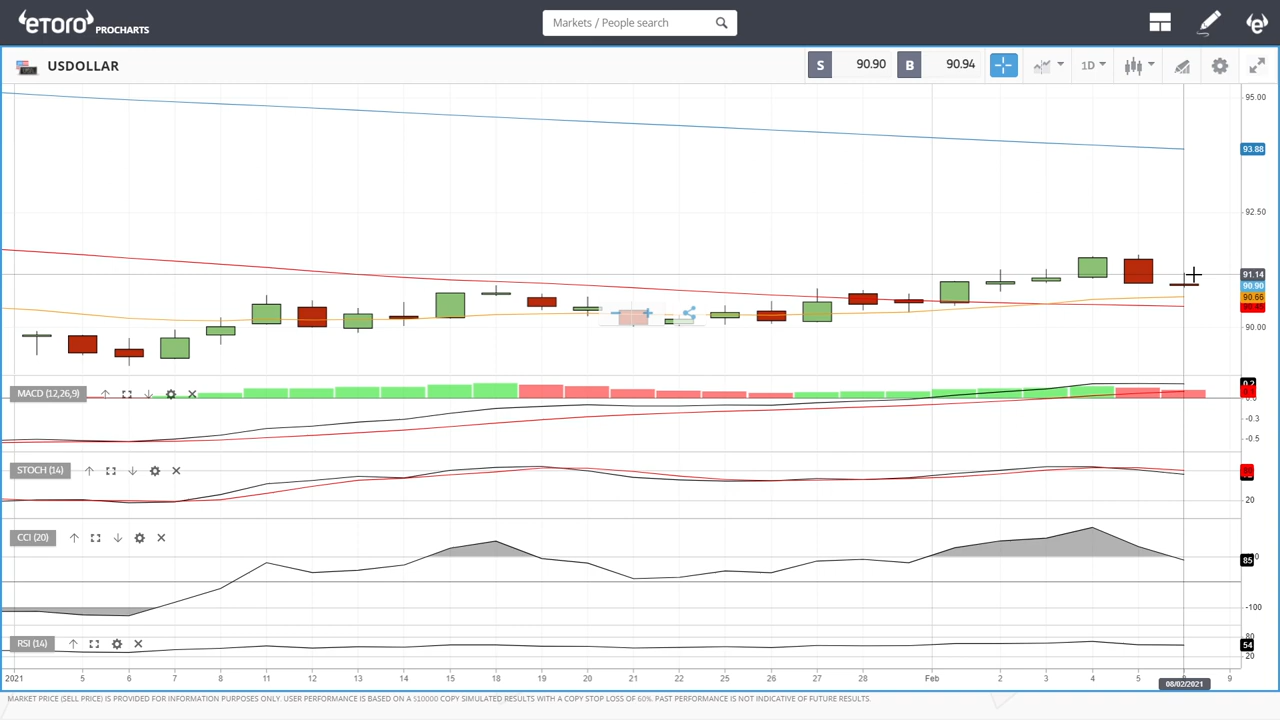 eToro PROCHARTS
Markets / People search
USDOLLAR
S 90.90 B 90.94
1D
95.00
93.88
92.50
91.14
90.90
90.66
90.00
MACD (12,26,9)
0.2
-0.3
-0.5
STOCH (14)
20
CCI (20)
85
-100
RSI (14)
80
54
20
2021 5 6 7 8 11 12 13 14 15 18 19 20 21 22 25 26 27 28 Feb 2 3 4 5 9
08/02/2021
MARKET PRICE (SELL PRICE) IS PROVIDED FOR INFORMATION PURPOSES ONLY. USER PERFORMANCE IS BASED ON A $10000 COPY SIMULATED RESULTS WITH A COPY STOP LOSS OF 60%. PAST PERFORMANCE IS NOT INDICATIVE OF FUTURE RESULTS.